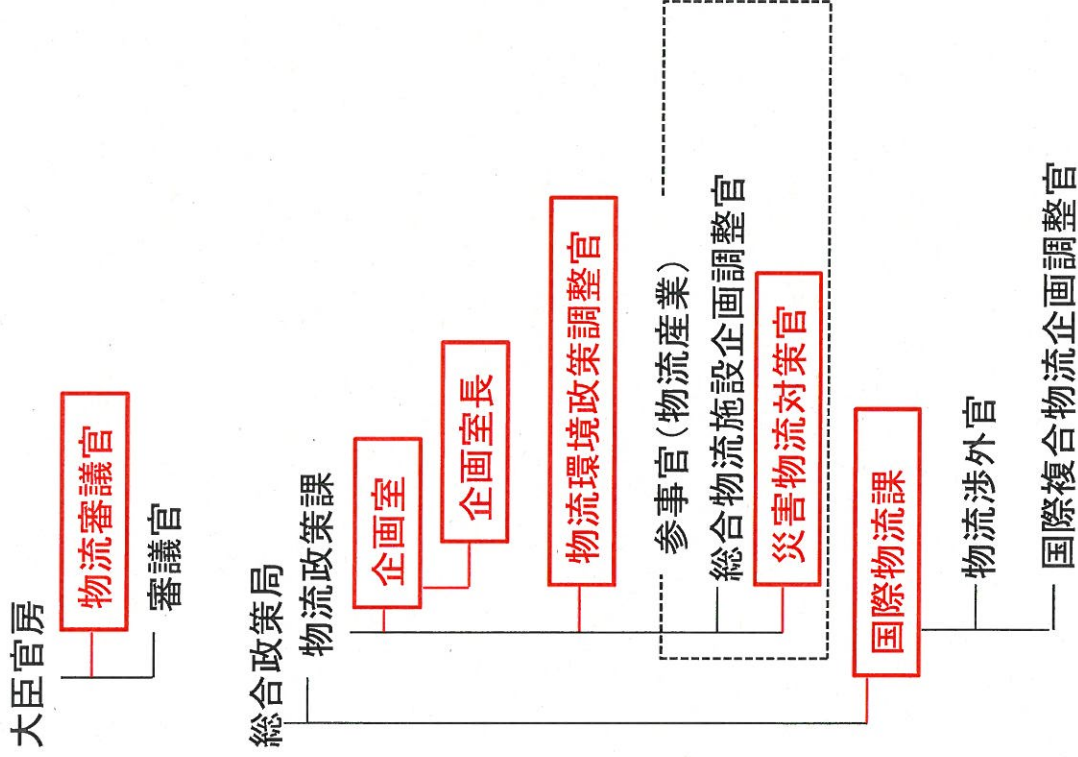 大臣官房
物流審議官
審議官
総合政策局
物流政策課
企画室
企画室長
物流環境政策調整官
参事官(物流産業)
総合物流施設企画調整官
災害物流対策官
国際物流課
物流渉外官
国際複合物流企画調整官